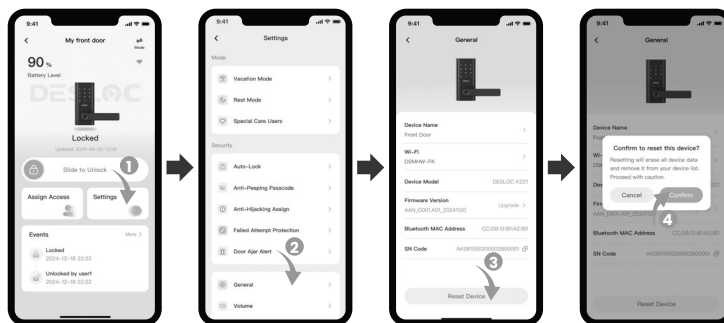 9:41
My front door
Mode
90 %
Battery Level
DESLOC
Locked
Updated 2024-09-25 12:08
Slide to Unlock
1
Assign Access
Settings
Events
More >
Locked
2024-12-18 22:22
Unlocked by user1
2024-12-18 22:22
9:41
Settings
Mode
Vacation Mode
Rest Mode
Special Care Users
Security
Auto-Lock
Anti-Peeping Passcode
Anti-Hijacking Assign
Failed Attempt Protection
Door Ajar Alert
2
General
Volume
9:41
General
Device Name
Front Door
Wi-Fi
DSMHW-FK
Device Model
DESLOC K221
Firmware Version
AAN_D001.A01_20241120
Upgrade >
Bluetooth MAC Address
SN Code
3
Reset Device
9:41
General
Device Name
Confirm to reset this device?
Resetting will erase all device data
and remove it from your device list.
Proceed with caution.
Cancel
Confirm
4
Bluetooth MAC Address
SN Code
Reset Device